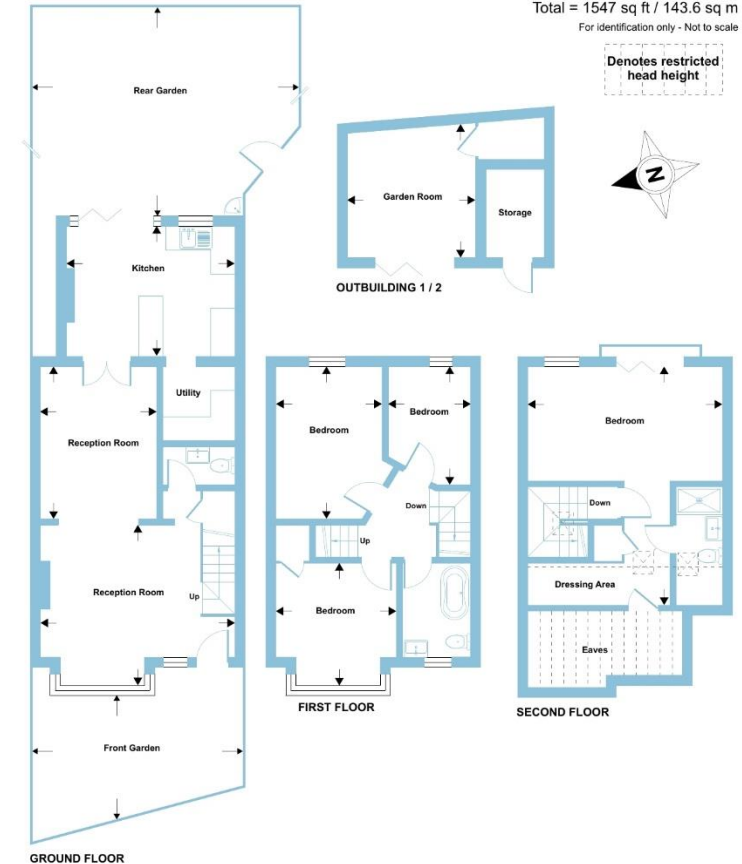 Total = 1547 sq ft / 143.6 sq m
For identification only - Not to scale
Denotes restricted
head height
N
Rear Garden
Garden Room
Storage
OUTBUILDING 1 / 2
Kitchen
Utility
Reception Room
Reception Room
Up
Front Garden
GROUND FLOOR
Bedroom
Bedroom
Down
Up
Bedroom
FIRST FLOOR
Bedroom
Down
Dressing Area
Eaves
SECOND FLOOR